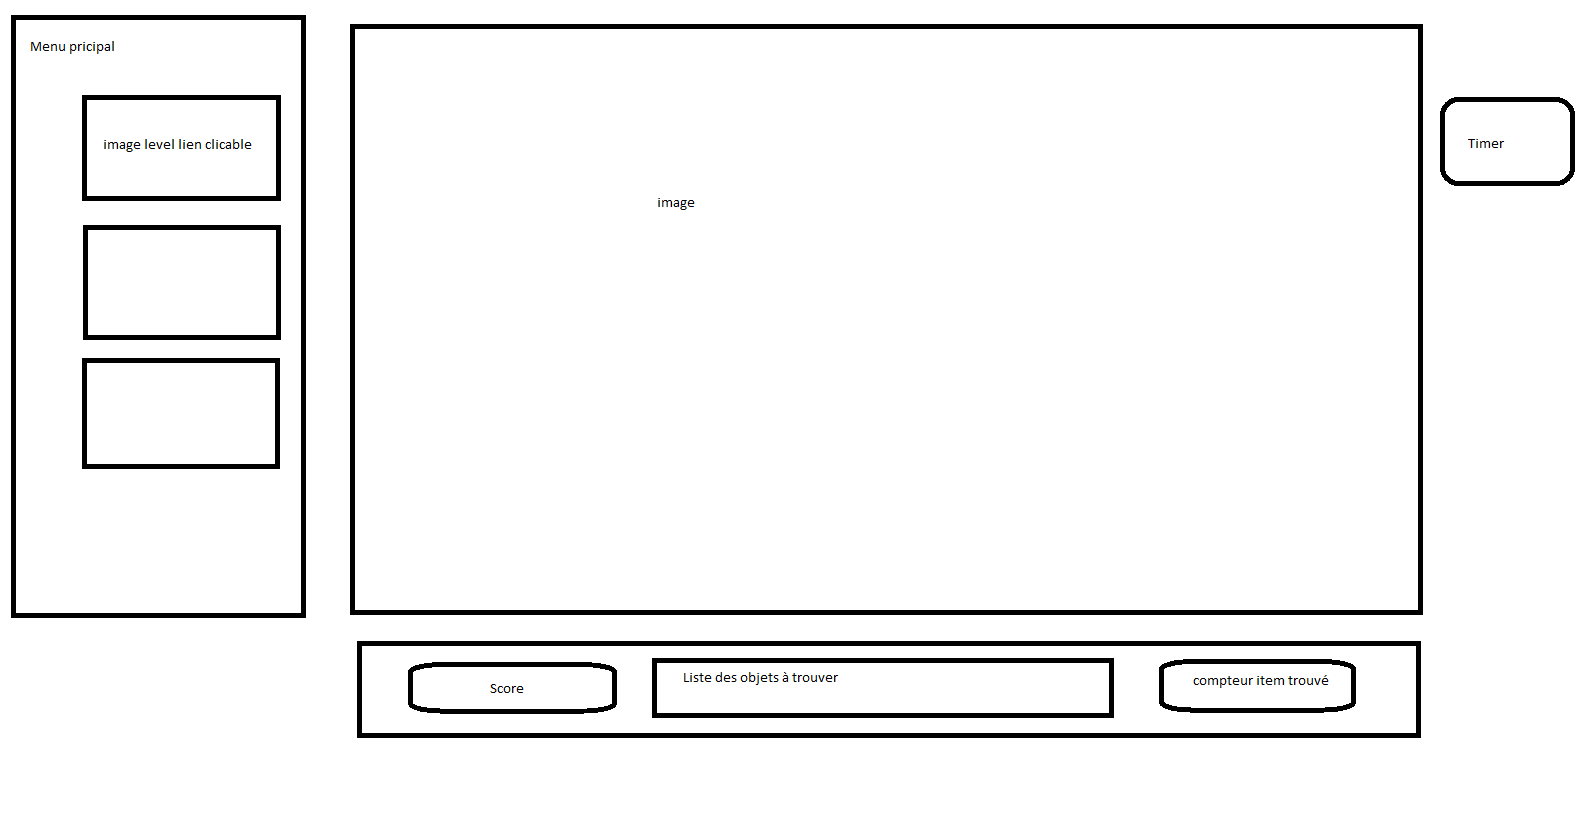 Menu pricipal
image level lien clicable
image
Timer
Score
Liste des objets à trouver
compteur item trouvé